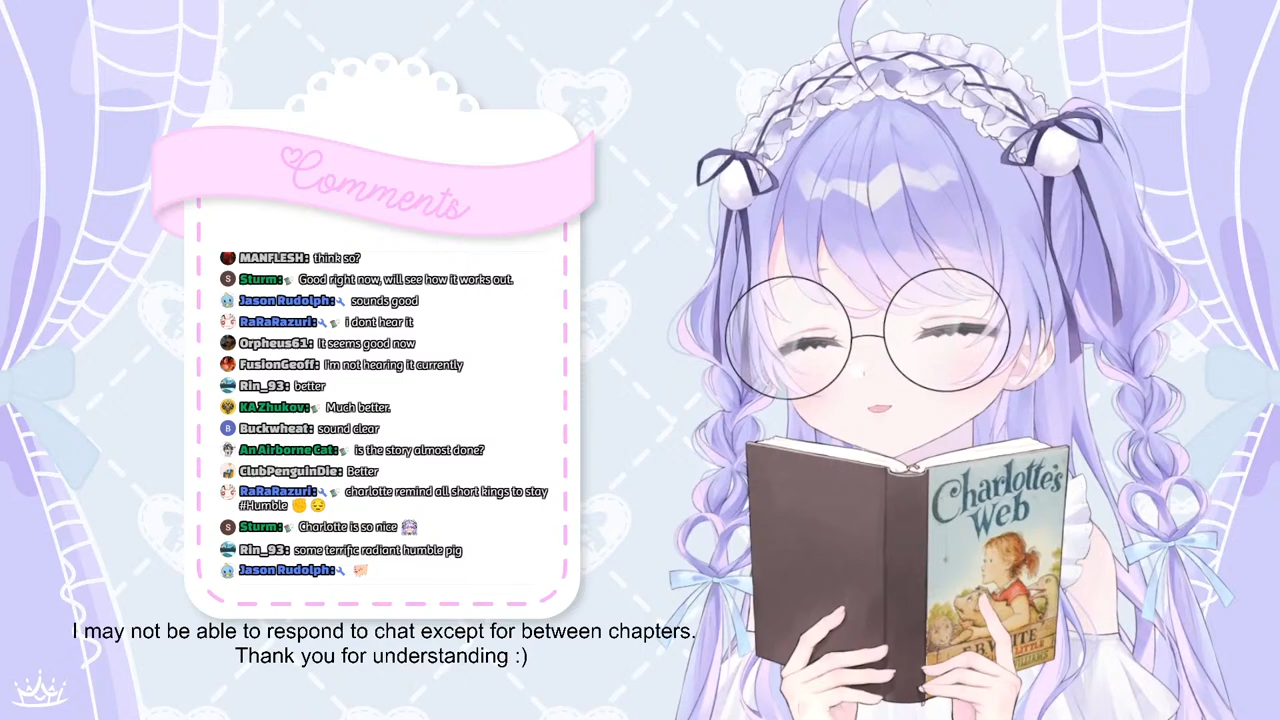 Comments
MANFLESH: think so?
Sturm: Good right now, will see how it works out.
Jason Rudolph: sounds good
RaRaRazuri: i dont hear it
Orpheus61: It seems good now
FusionGeoff: I'm not hearing it currently
Rin_93: better
KA Zhukov: Much better.
Buckwheat: sound clear
An Airborne Cat: is the story almost done?
ClubPenguinDie: Better
RaRaRazuri: charlotte remind all short kings to stay
#Humble ✊😔
Sturm: Charlotte is so nice
Rin_93: some terrific radiant humble pig
Jason Rudolph: 🐖
I may not be able to respond to chat except for between chapters.
Thank you for understanding :)
Charlotte's
Web